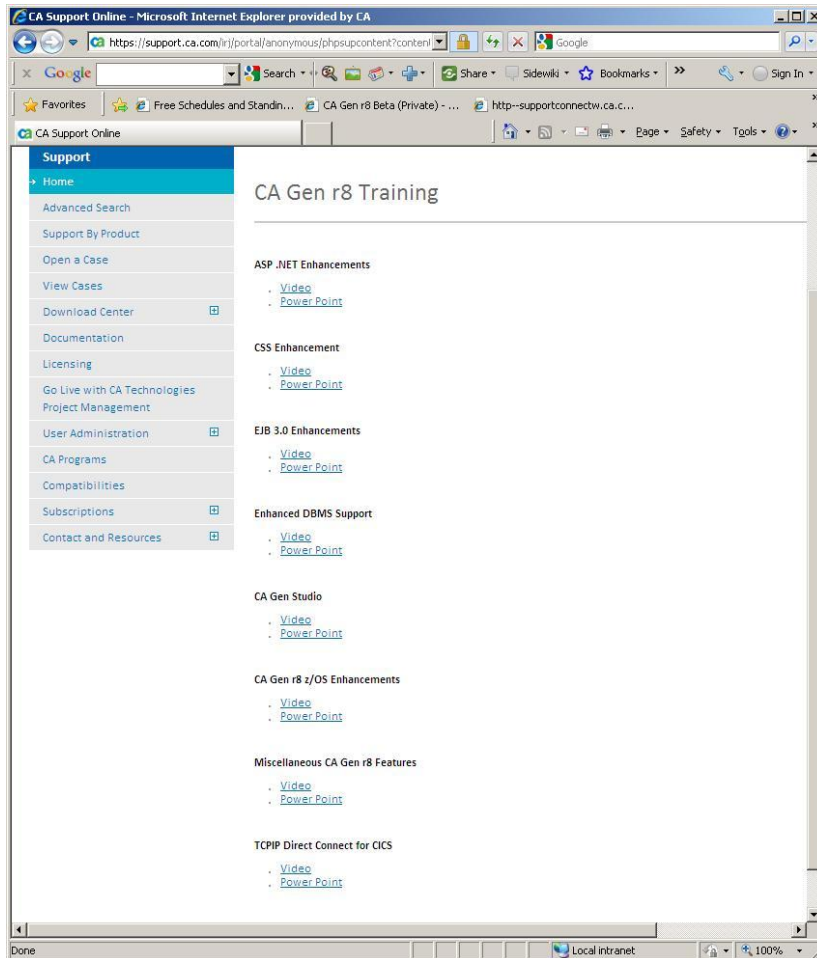 CA Support Online - Microsoft Internet Explorer provided by CA
https://support.ca.com/irj/portal/anonymous/phpsupcontent?content
Google
x Google Search Share Sidewiki Bookmarks >> Sign In
Favorites Free Schedules and Standin... CA Gen r8 Beta (Private) - ... http--supportconnectw.ca.c... »
CA Support Online Page Safety Tools »
Support
Home
Advanced Search
Support By Product
Open a Case
View Cases
Download Center
Documentation
Licensing
Go Live with CA Technologies
Project Management
User Administration
CA Programs
Compatibilities
Subscriptions
Contact and Resources
CA Gen r8 Training
ASP .NET Enhancements
Video
Power Point
CSS Enhancement
Video
Power Point
EJB 3.0 Enhancements
Video
Power Point
Enhanced DBMS Support
Video
Power Point
CA Gen Studio
Video
Power Point
CA Gen r8 z/OS Enhancements
Video
Power Point
Miscellaneous CA Gen r8 Features
Video
Power Point
TCPIP Direct Connect for CICS
Video
Power Point
Done Local intranet 100%